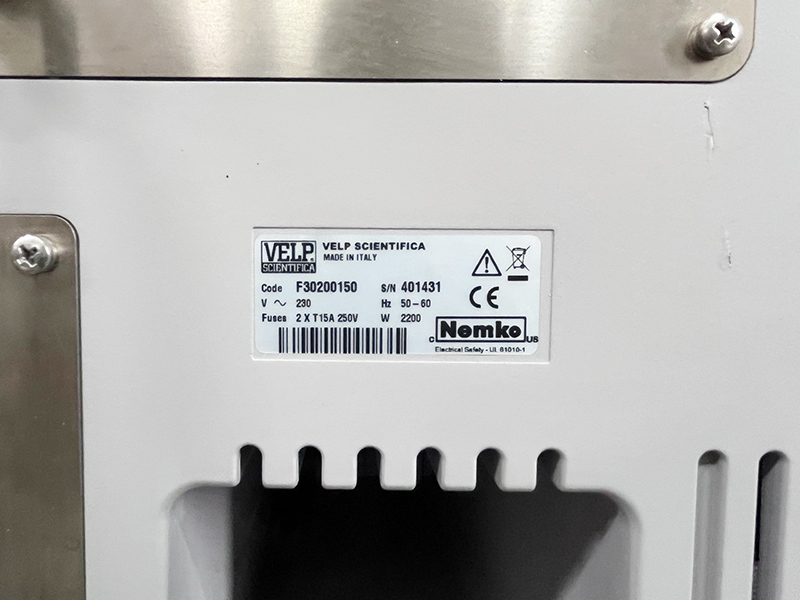 VELP
SCIENTIFICA
VELP SCIENTIFICA
MADE IN ITALY
Code F30200150 S/N 401431
V ~ 230 Hz 50-60
Fuses 2 X T15A 250V W 2200
CE
C Nemko US
Electrical Safety - UL 61010-1